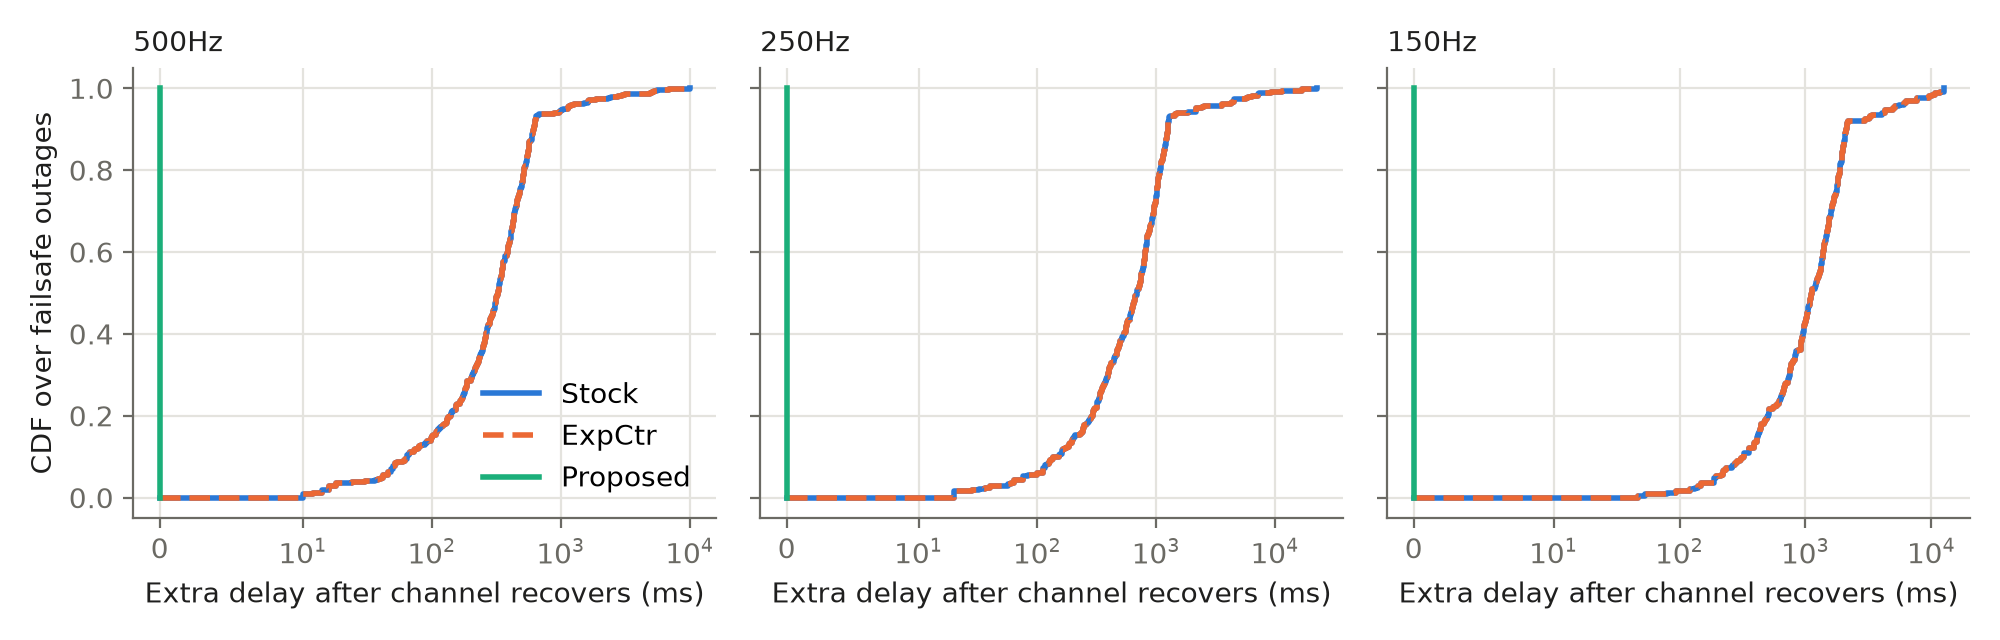 500Hz
250Hz
150Hz
CDF over failsafe outages
1.0
0.8
0.6
0.4
0.2
0.0
Stock
ExpCtr
Proposed
0 10¹ 10² 10³ 10⁴
0 10¹ 10² 10³ 10⁴
0 10¹ 10² 10³ 10⁴
Extra delay after channel recovers (ms)
Extra delay after channel recovers (ms)
Extra delay after channel recovers (ms)